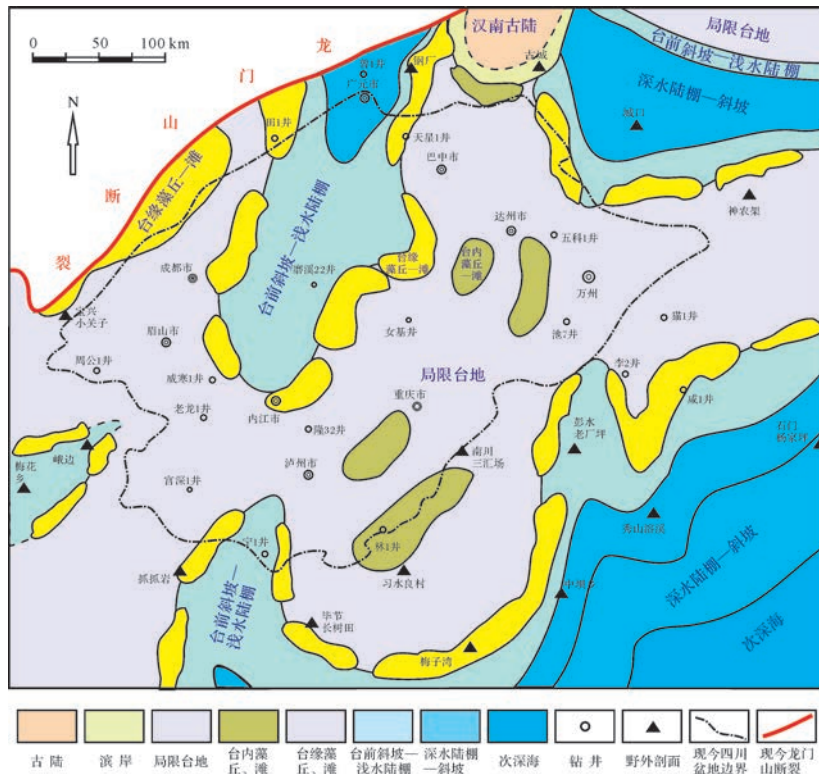 0 50 100 km
N
龙
门
山
断
裂
汉南古陆
局限台地
台前斜坡—浅水陆棚
深水陆棚—斜坡
城口
古城
钢厂
广元市
田1井
天星1井
巴中市
神农架
台缘藻丘—滩
台前斜坡—浅水陆棚
达州市
五科1井
台缘
藻丘—滩
台内
藻丘—滩
成都市
磨溪22井
万州
宝兴
小关子
眉山市
女基井
池7井
猫1井
周公1井
威寒1井
局限台地
李2井
咸1井
老龙1井
内江市
重庆市
隆32井
彭水
老厂坪
石门
杨家坪
峨边
梅花
乡
南川
三汇场
宫深1井
泸州市
秀山溶溪
宁1井
林1井
抓抓岩
习水良村
中坝乡
深水陆棚—斜坡
台前斜坡—
浅水陆棚
毕节
长树田
梅子湾
次深海
古陆
滨岸
局限台地
台内藻
丘、滩
台缘藻
丘、滩
台前斜坡—
浅水陆棚
深水陆棚
—斜坡
次深海
钻井
野外剖面
现今四川
盆地边界
现今龙门
山断裂